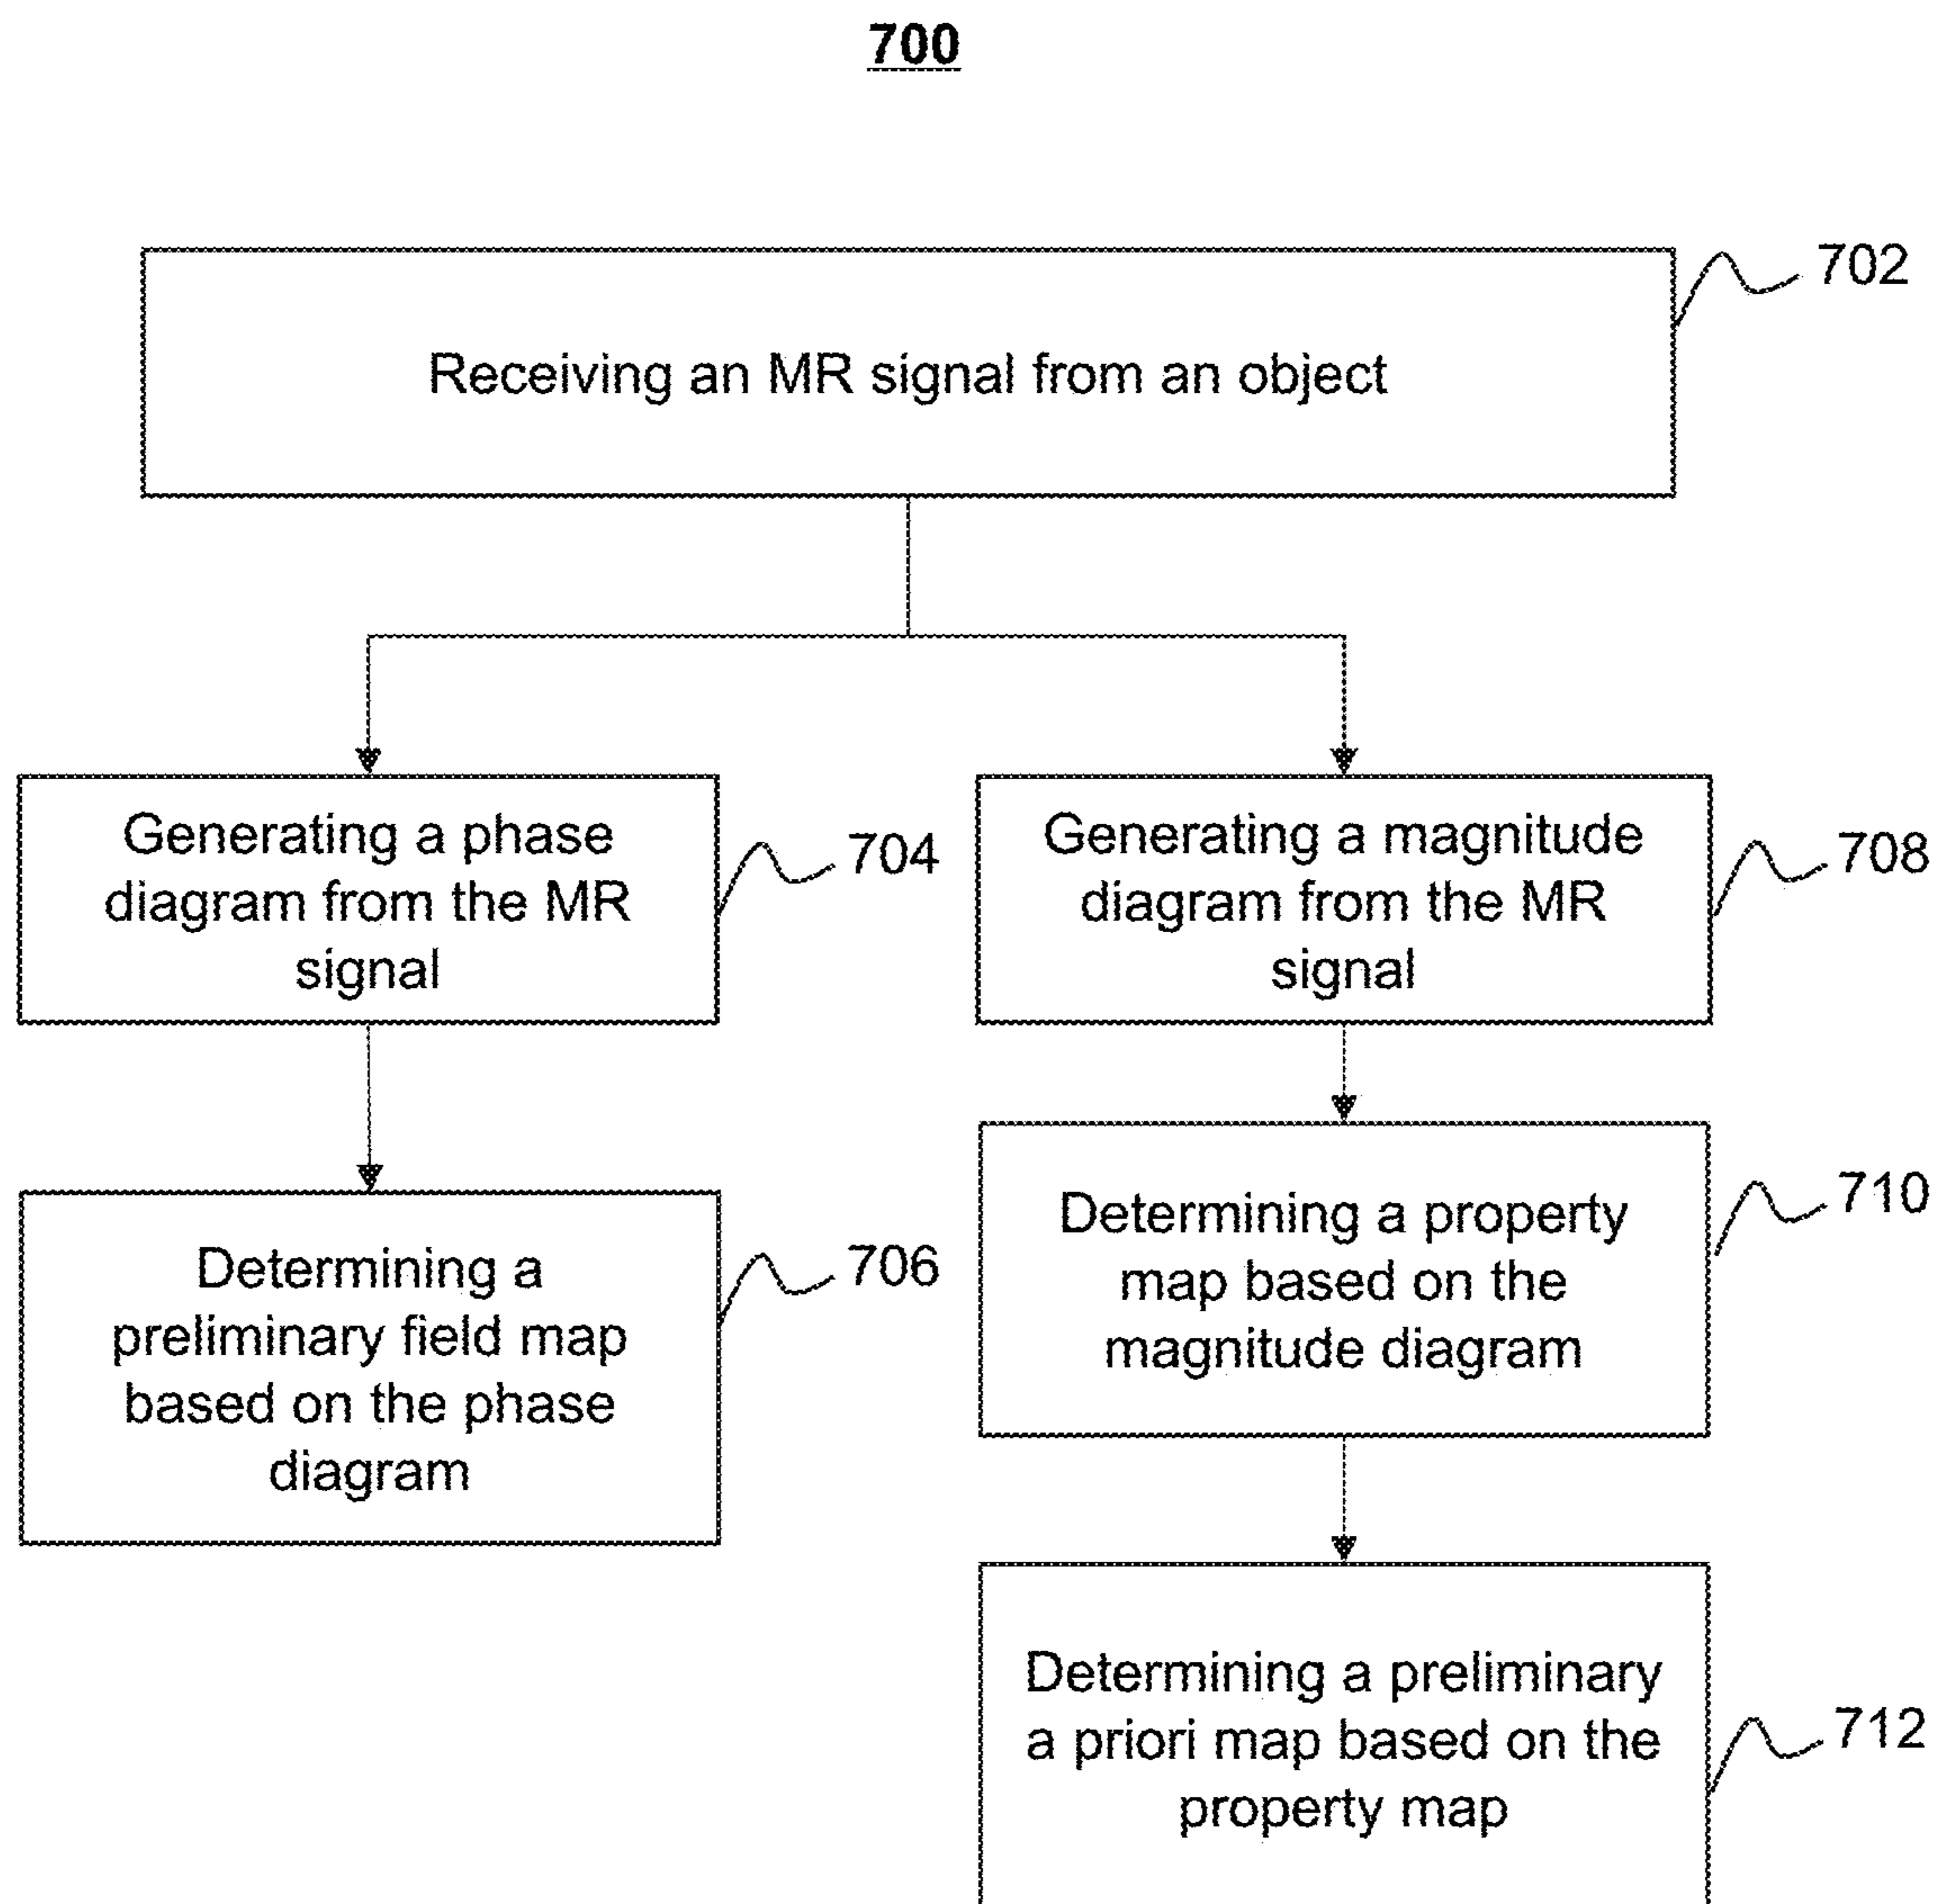 700
702
Receiving an MR signal from an object
Generating a phase
diagram from the MR
signal
704
Generating a magnitude
diagram from the MR
signal
708
Determining a
preliminary field map
based on the phase
diagram
706
Determining a property
map based on the
magnitude diagram
710
Determining a preliminary
a priori map based on the
property map
712